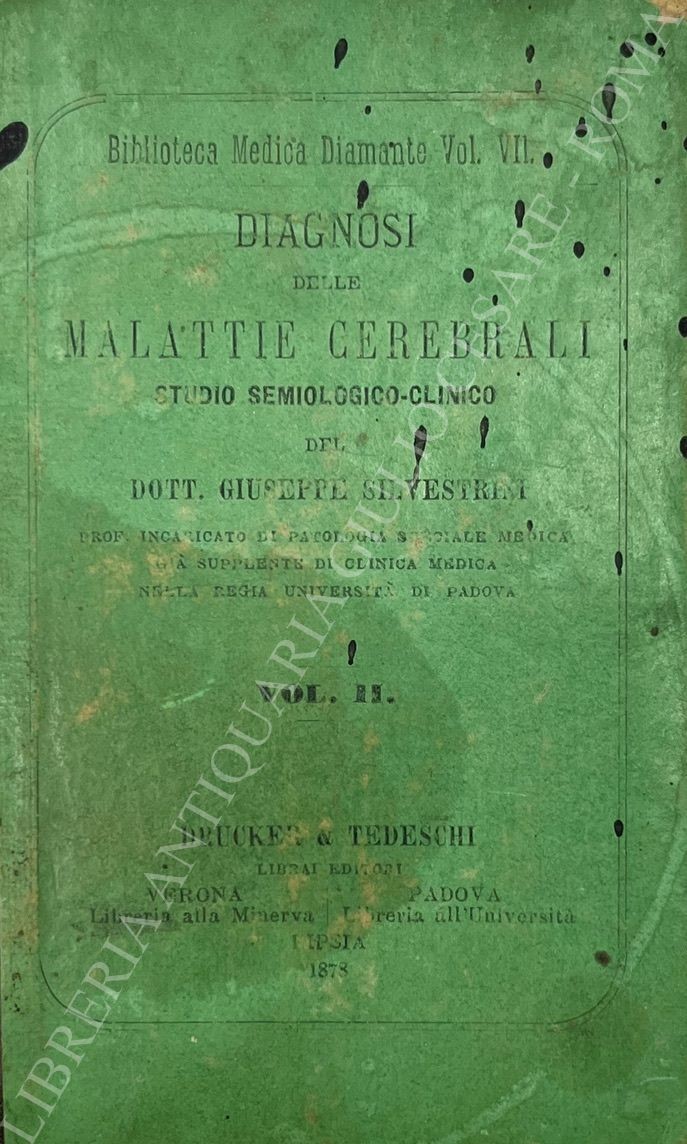 Biblioteca Medica Diamante Vol. VII.
DIAGNOSI
DELLE
MALATTIE CEREBRALI
STUDIO SEMIOLOGICO-CLINICO
DEL
DOTT. GIUSEPPE SILVESTRINI
PROF. INCARICATO DI PATOLOGIA SPECIALE MEDICA
GIÀ SUPPLENTE DI CLINICA MEDICA
NELLA REGIA UNIVERSITÀ DI PADOVA
VOL. II.
DRUCKER & TEDESCHI
LIBRAI EDITORI
VERONA | PADOVA
Libreria alla Minerva | Libreria all'Università
LIPSIA
1878
LIBRERIA ANTIQUARIA GIULIO CESARE - ROMA